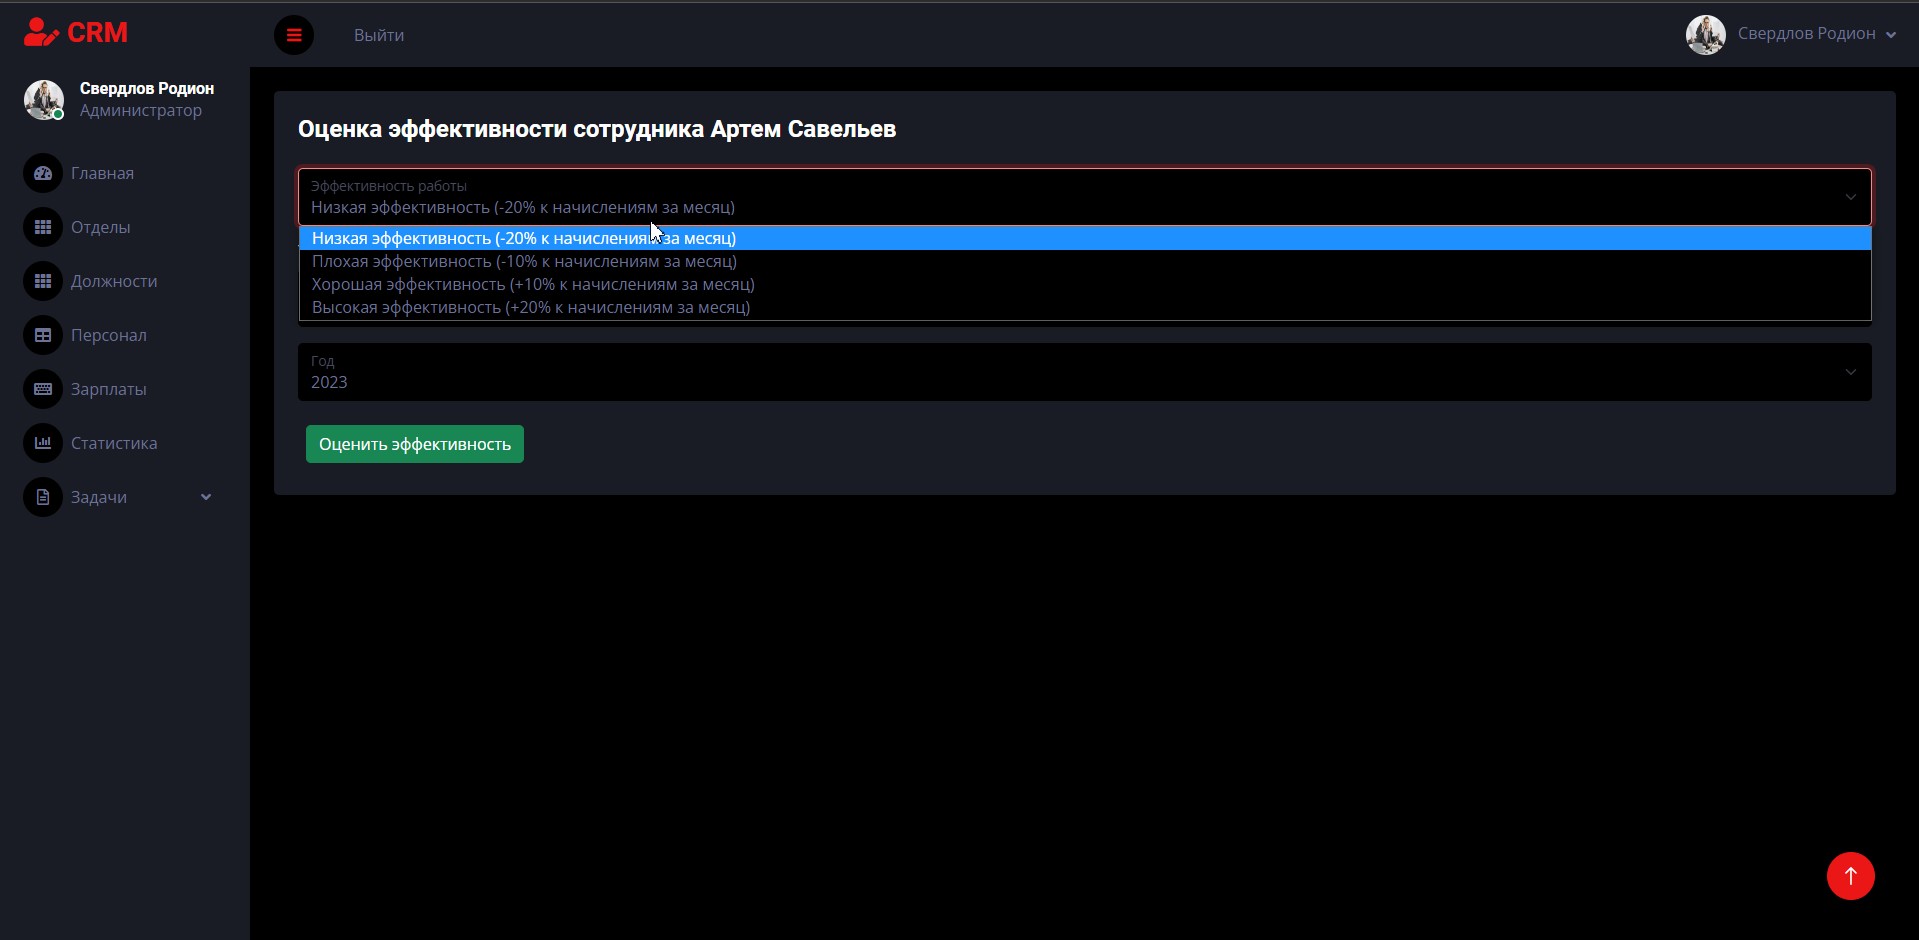 CRM
Выйти
Свердлов Родион
Свердлов Родион
Администратор
Главная
Отделы
Должности
Персонал
Зарплаты
Статистика
Задачи
Оценка эффективности сотрудника Артем Савельев
Эффективность работы
Низкая эффективность (-20% к начислениям за месяц)
Низкая эффективность (-20% к начислениям за месяц)
Плохая эффективность (-10% к начислениям за месяц)
Хорошая эффективность (+10% к начислениям за месяц)
Высокая эффективность (+20% к начислениям за месяц)
Год
2023
Оценить эффективность